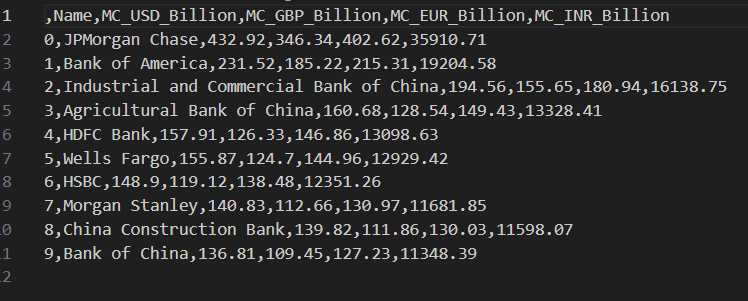 1 ,Name,MC_USD_Billion,MC_GBP_Billion,MC_EUR_Billion,MC_INR_Billion
2 0,JPMorgan Chase,432.92,346.34,402.62,35910.71
3 1,Bank of America,231.52,185.22,215.31,19204.58
4 2,Industrial and Commercial Bank of China,194.56,155.65,180.94,16138.75
5 3,Agricultural Bank of China,160.68,128.54,149.43,13328.41
6 4,HDFC Bank,157.91,126.33,146.86,13098.63
7 5,Wells Fargo,155.87,124.7,144.96,12929.42
8 6,HSBC,148.9,119.12,138.48,12351.26
9 7,Morgan Stanley,140.83,112.66,130.97,11681.85
10 8,China Construction Bank,139.82,111.86,130.03,11598.07
11 9,Bank of China,136.81,109.45,127.23,11348.39
12